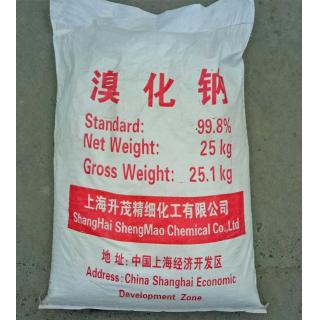 溴化钠
Standard: 99.8%
Net Weight: 25 kg
Gross Weight: 25.1 kg
上海升茂精细化工有限公司
ShangHai ShengMao Chemical Co.,Ltd
地 址: 中国上海经济开发区
Address: China Shanghai Economic
Development Zone